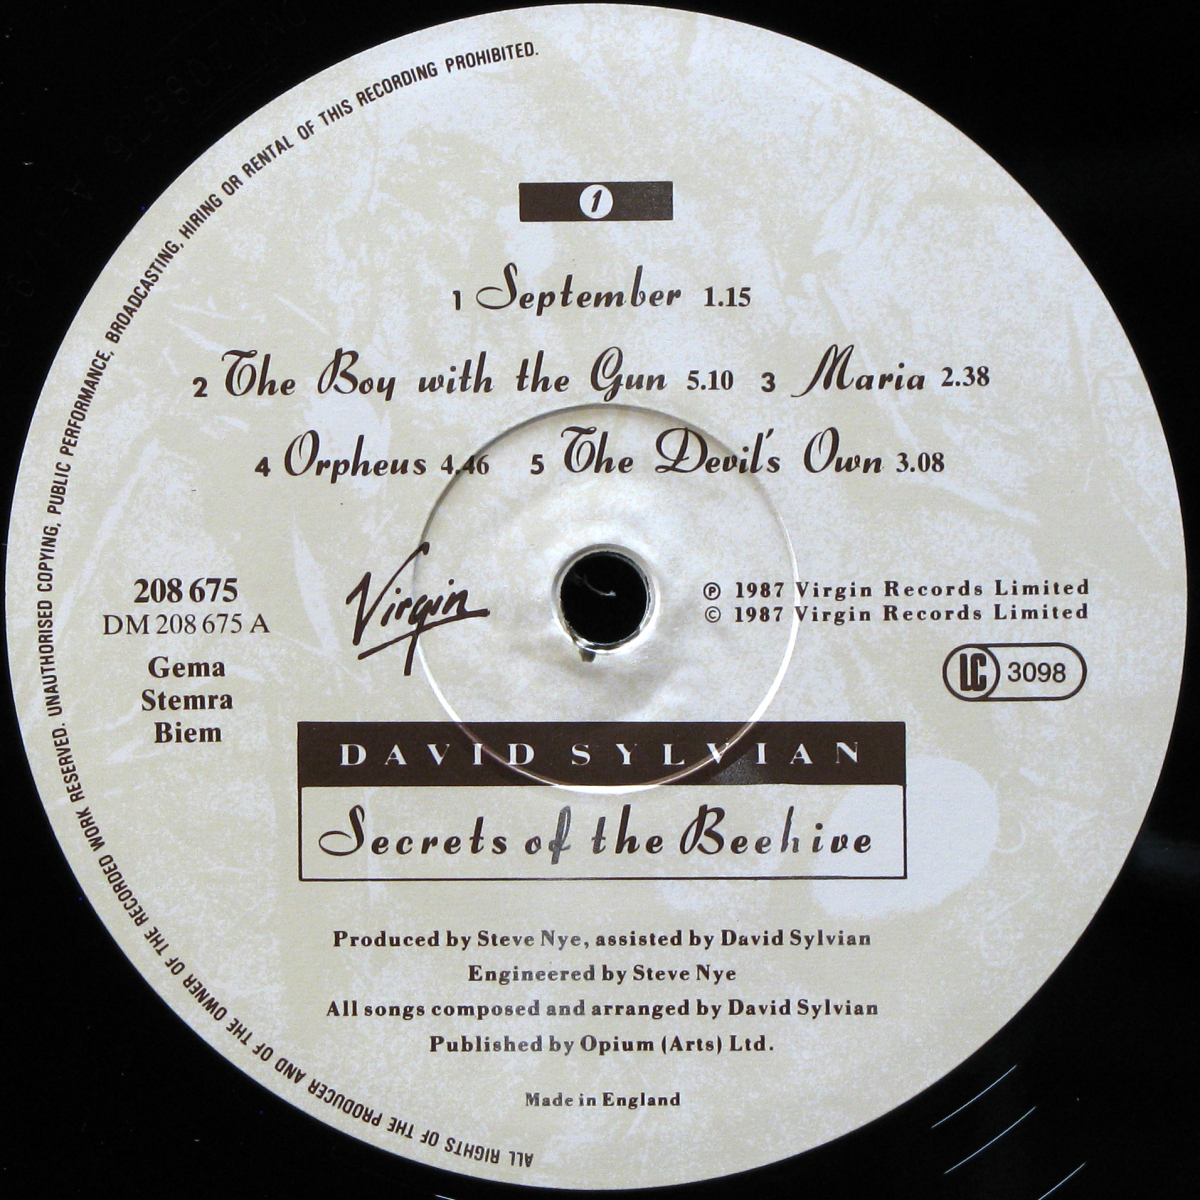 ALL RIGHTS OF THE PRODUCER AND OF THE OWNER OF THE RECORDED WORK RESERVED. UNAUTHORISED COPYING, PUBLIC PERFORMANCE, BROADCASTING, HIRING OR RENTAL OF THIS RECORDING PROHIBITED.
1
1 September 1.15
2 The Boy with the Gun 5.10 3 Maria 2.38
4 Orpheus 4.46 5 The Devil's Own 3.08
208 675
DM 208 675 A
Gema
Stemra
Biem
Virgin
℗ 1987 Virgin Records Limited
© 1987 Virgin Records Limited
LC 3098
DAVID SYLVIAN
Secrets of the Beehive
Produced by Steve Nye, assisted by David Sylvian
Engineered by Steve Nye
All songs composed and arranged by David Sylvian
Published by Opium (Arts) Ltd.
Made in England